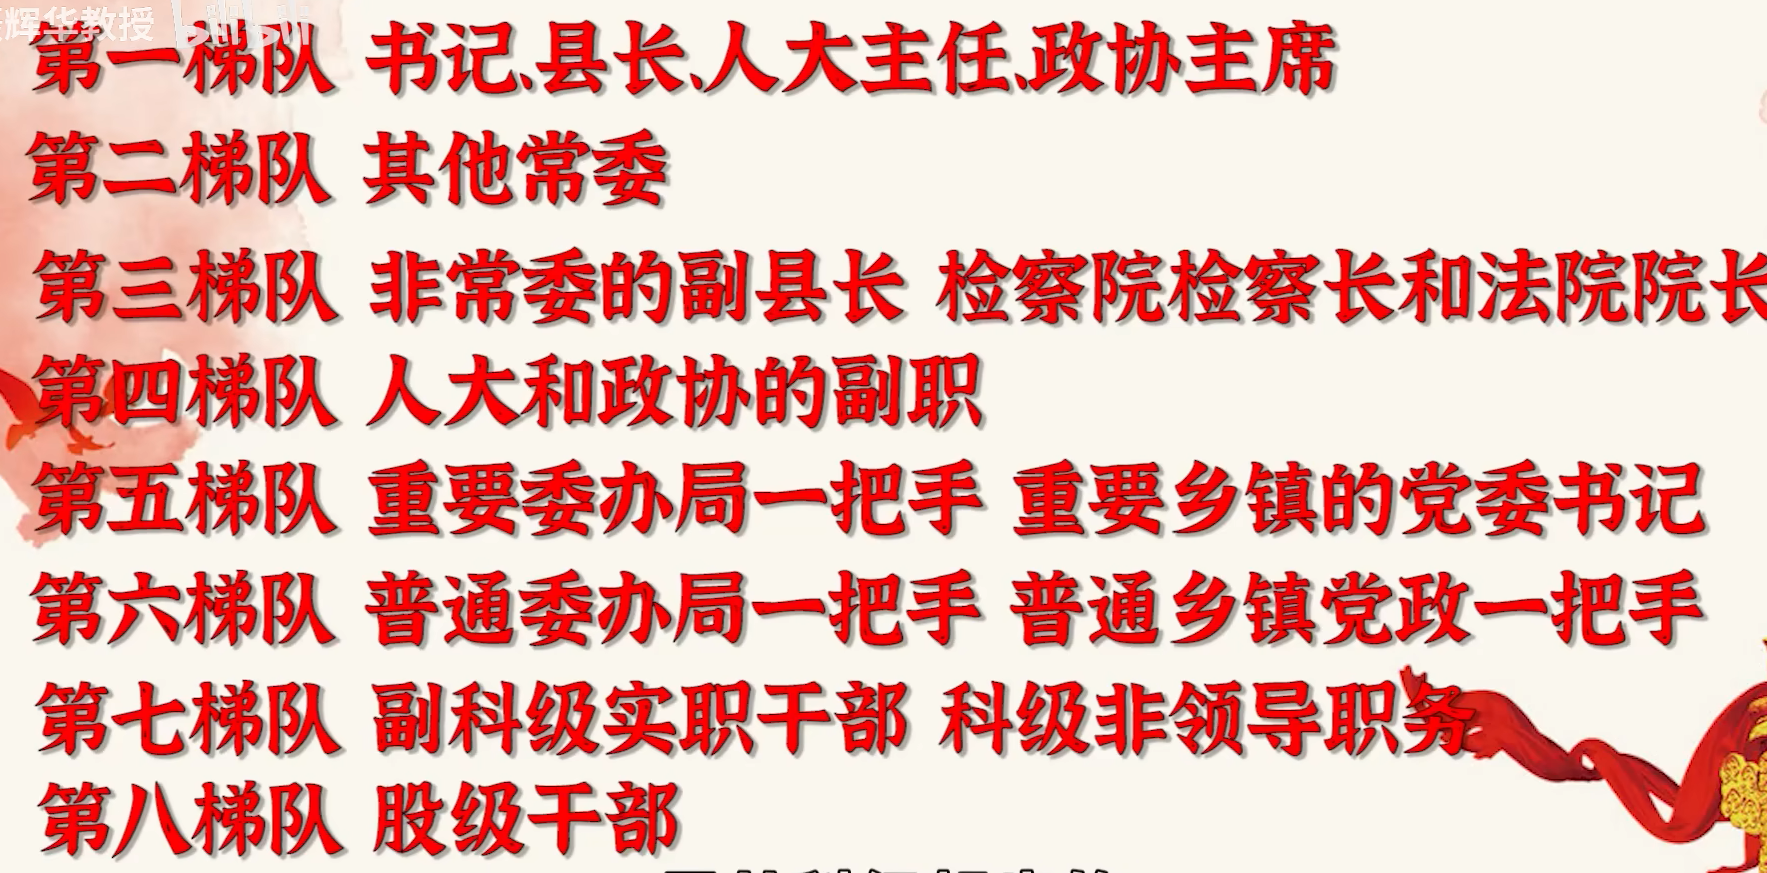 辉华教授 bilibili
第一梯队 书记、县长、人大主任、政协主席
第二梯队 其他常委
第三梯队 非常委的副县长 检察院检察长和法院院长
第四梯队 人大和政协的副职
第五梯队 重要委办局一把手 重要乡镇的党委书记
第六梯队 普通委办局一把手 普通乡镇党政一把手
第七梯队 副科级实职干部 科级非领导职务
第八梯队 股级干部